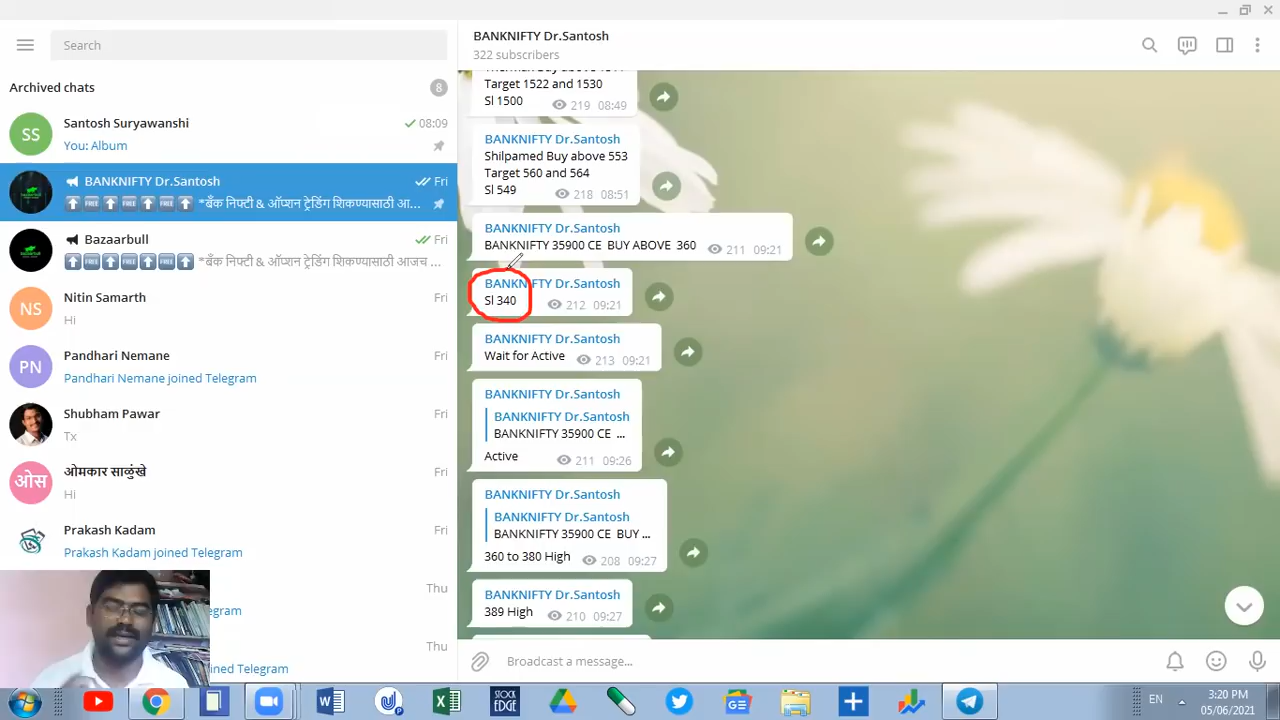 Search
Archived chats
8
SS
Santosh Suryawanshi
08:09
You: Album
BANKNIFTY Dr.Santosh
Fri
FREE FREE FREE *बँक निफ्टी & ऑप्शन ट्रेडिंग शिकण्यासाठी आ...
Bazaarbull
Fri
FREE FREE FREE *बँक निफ्टी & ऑप्शन ट्रेडिंग शिकण्यासाठी आजच ...
NS
Nitin Samarth
Fri
Hi
PN
Pandhari Nemane
Fri
Pandhari Nemane joined Telegram
Shubham Pawar
Fri
Tx
ओस
ओमकार साळुंखे
Fri
Hi
Prakash Kadam
Fri
Prakash Kadam joined Telegram
Thu
Thu
BANKNIFTY Dr.Santosh
322 subscribers
Target 1522 and 1530
Sl 1500
219 08:49
BANKNIFTY Dr.Santosh
Shilpamed Buy above 553
Target 560 and 564
Sl 549
218 08:51
BANKNIFTY Dr.Santosh
BANKNIFTY 35900 CE BUY ABOVE 360
211 09:21
BANKNIFTY Dr.Santosh
Sl 340
212 09:21
BANKNIFTY Dr.Santosh
Wait for Active
213 09:21
BANKNIFTY Dr.Santosh
BANKNIFTY Dr.Santosh
BANKNIFTY 35900 CE ...
Active
211 09:26
BANKNIFTY Dr.Santosh
BANKNIFTY Dr.Santosh
BANKNIFTY 35900 CE BUY ...
360 to 380 High
208 09:27
BANKNIFTY Dr.Santosh
389 High
210 09:27
Broadcast a message...
STOCK
EDGE
EN
3:20 PM
05/06/2021